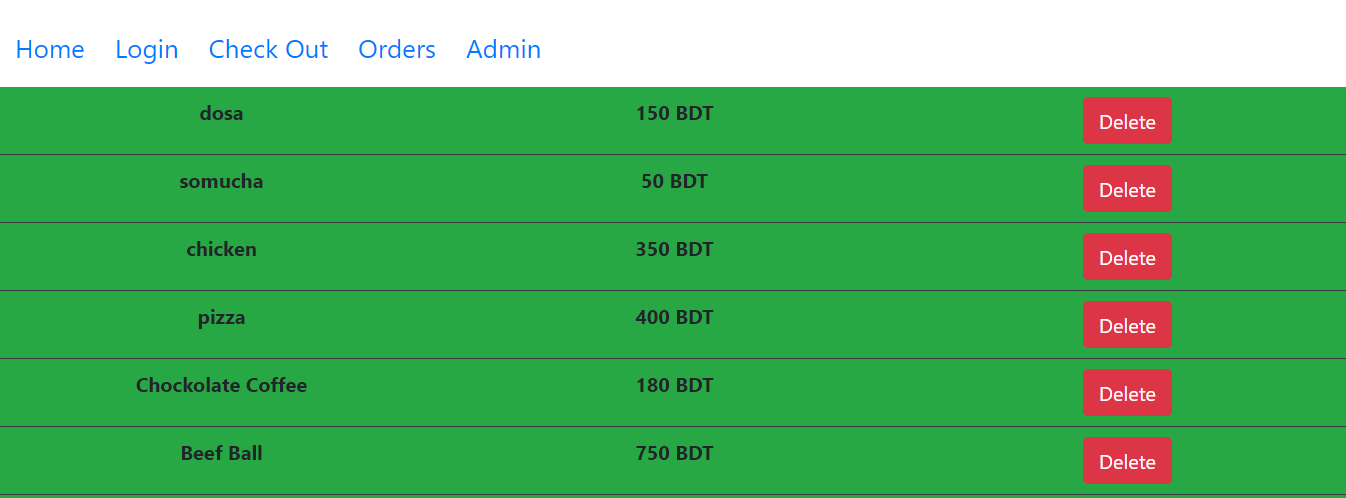 Home Login Check Out Orders Admin
dosa 150 BDT Delete
somucha 50 BDT Delete
chicken 350 BDT Delete
pizza 400 BDT Delete
Chockolate Coffee 180 BDT Delete
Beef Ball 750 BDT Delete